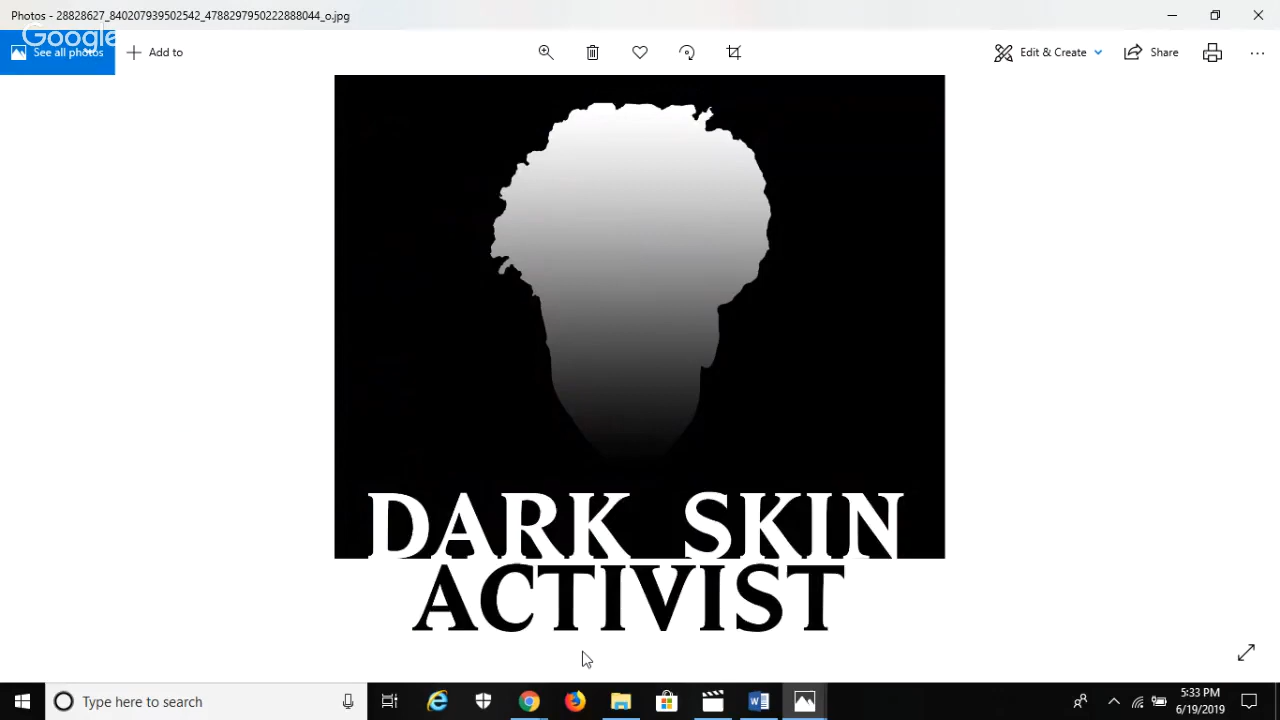 Photos - 28828627_840207939502542_4788297950222888044_o.jpg
Google
See all photos
Add to
Edit & Create
Share
DARK SKIN
ACTIVIST
Type here to search
5:33 PM
6/19/2019